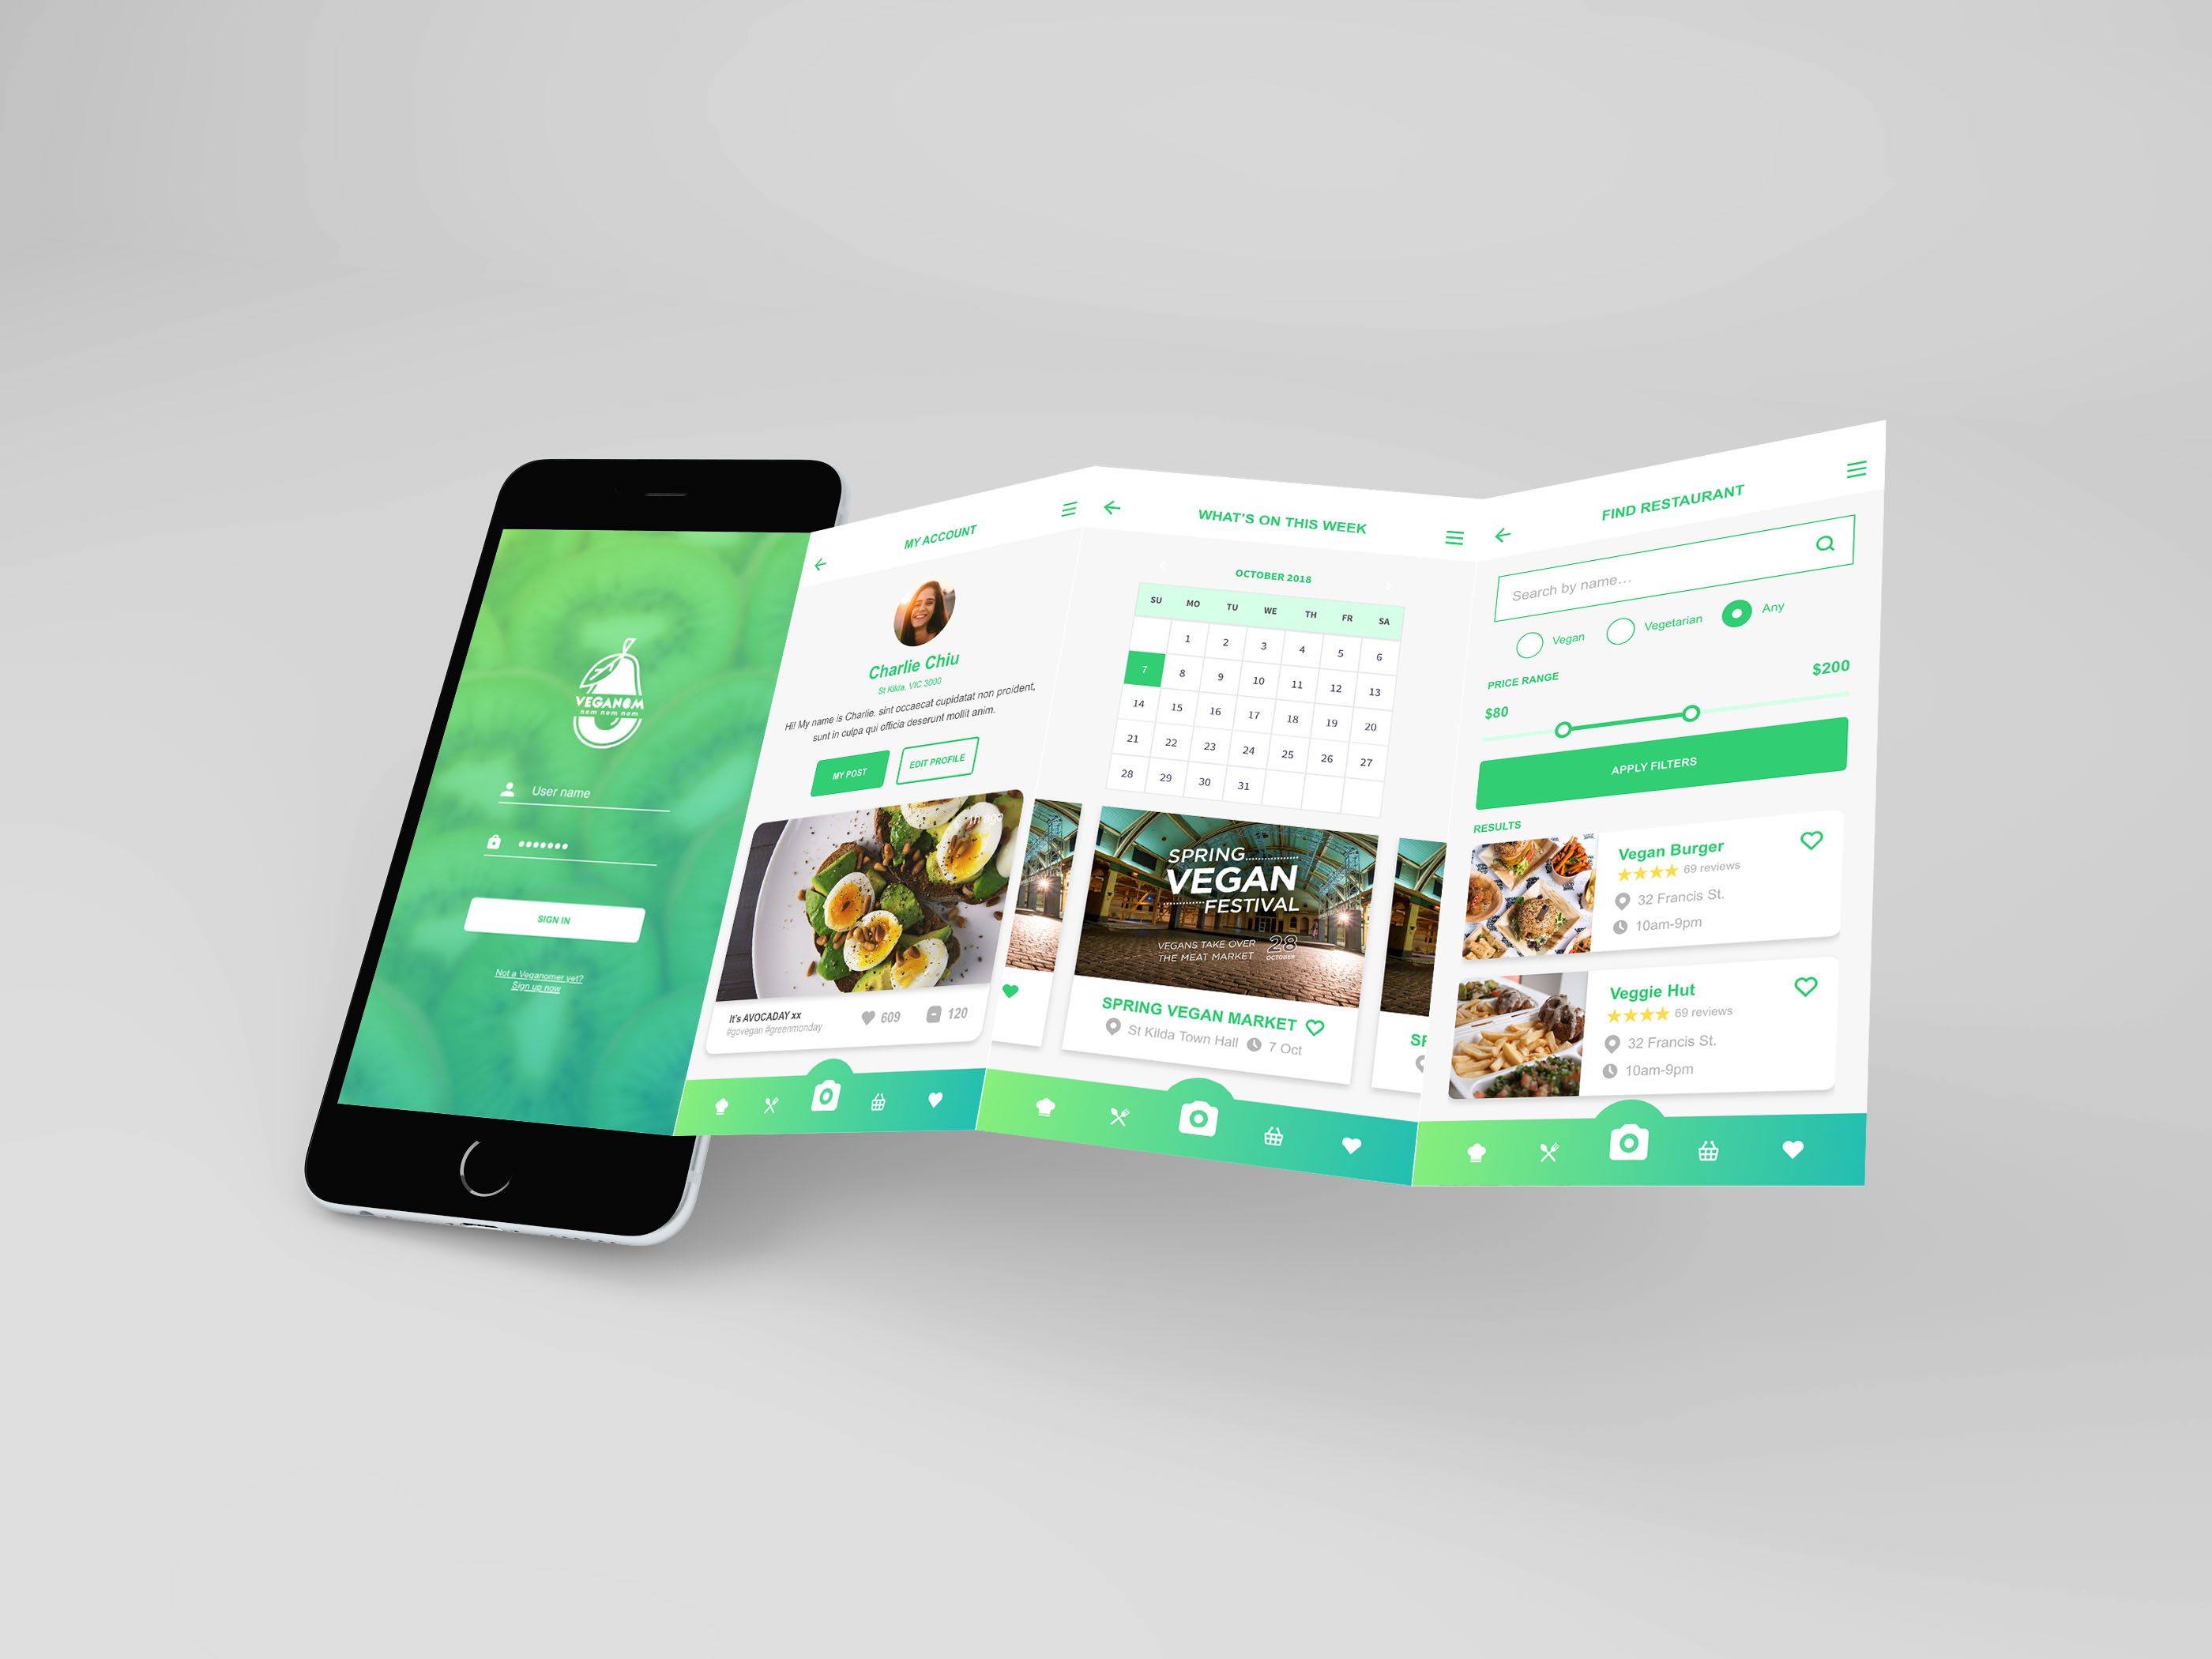 VEGANOM
nom nom nom
User name
SIGN IN
Not a Veganomer yet?
Sign up now
MY ACCOUNT
Charlie Chiu
St Kilda, VIC 3000
Hi! My name is Charlie. sint occaecat cupidatat non proident,
sunt in culpa qui officia deserunt mollit anim.
MY POST
EDIT PROFILE
It's AVOCADAY xx
#govegan #greenmonday
609
120
WHAT'S ON THIS WEEK
OCTOBER 2018
SU MO TU WE TH FR SA
1 2 3 4 5 6
7 8 9 10 11 12 13
14 15 16 17 18 19 20
21 22 23 24 25 26 27
28 29 30 31
SPRING
VEGAN
FESTIVAL
VEGANS TAKE OVER
THE MEAT MARKET
28
OCTOBER
SPRING VEGAN MARKET
St Kilda Town Hall 7 Oct
SP
FIND RESTAURANT
Search by name...
Vegan Vegetarian Any
PRICE RANGE
$80 $200
APPLY FILTERS
RESULTS
Vegan Burger
69 reviews
32 Francis St.
10am-9pm
Veggie Hut
69 reviews
32 Francis St.
10am-9pm